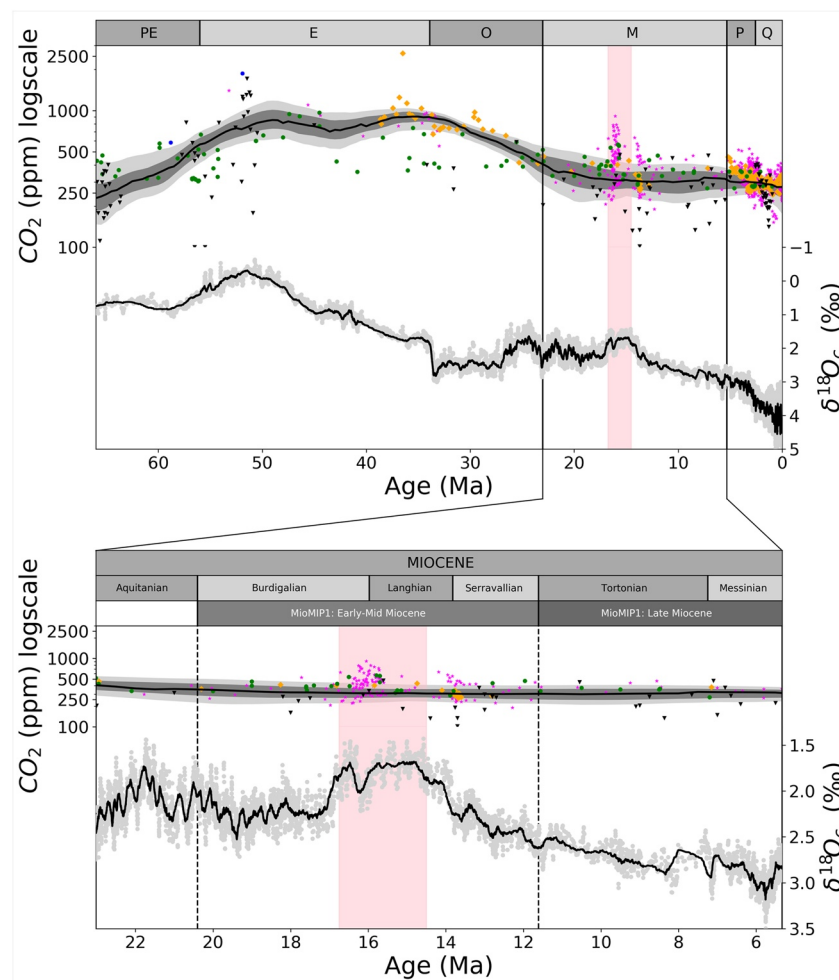 PE E O M P Q
2500
1000
500
250
100
CO2 (ppm) logscale
−1
0
1
2
3
4
5
δ18Oc (‰)
60 50 40 30 20 10 0
Age (Ma)
MIOCENE
Aquitanian Burdigalian Langhian Serravallian Tortonian Messinian
MioMIP1: Early-Mid Miocene MioMIP1: Late Miocene
2500
1000
500
250
100
CO2 (ppm) logscale
1.5
2.0
2.5
3.0
3.5
δ18Oc (‰)
22 20 18 16 14 12 10 8 6
Age (Ma)